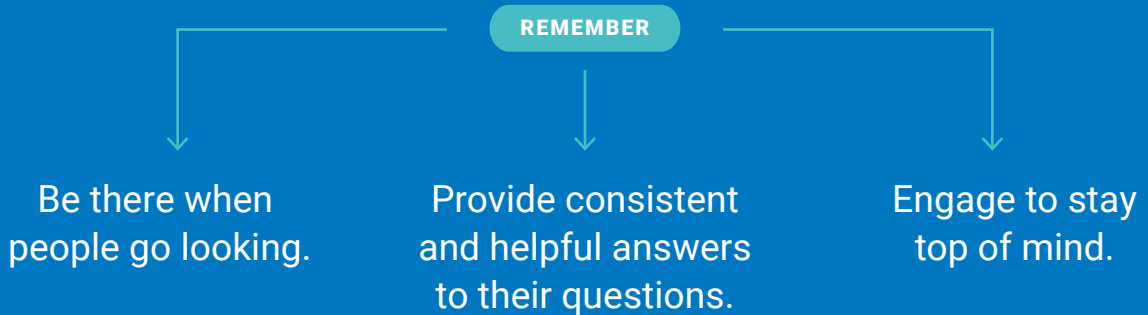 REMEMBER
Be there when
people go looking.
Provide consistent
and helpful answers
to their questions.
Engage to stay
top of mind.